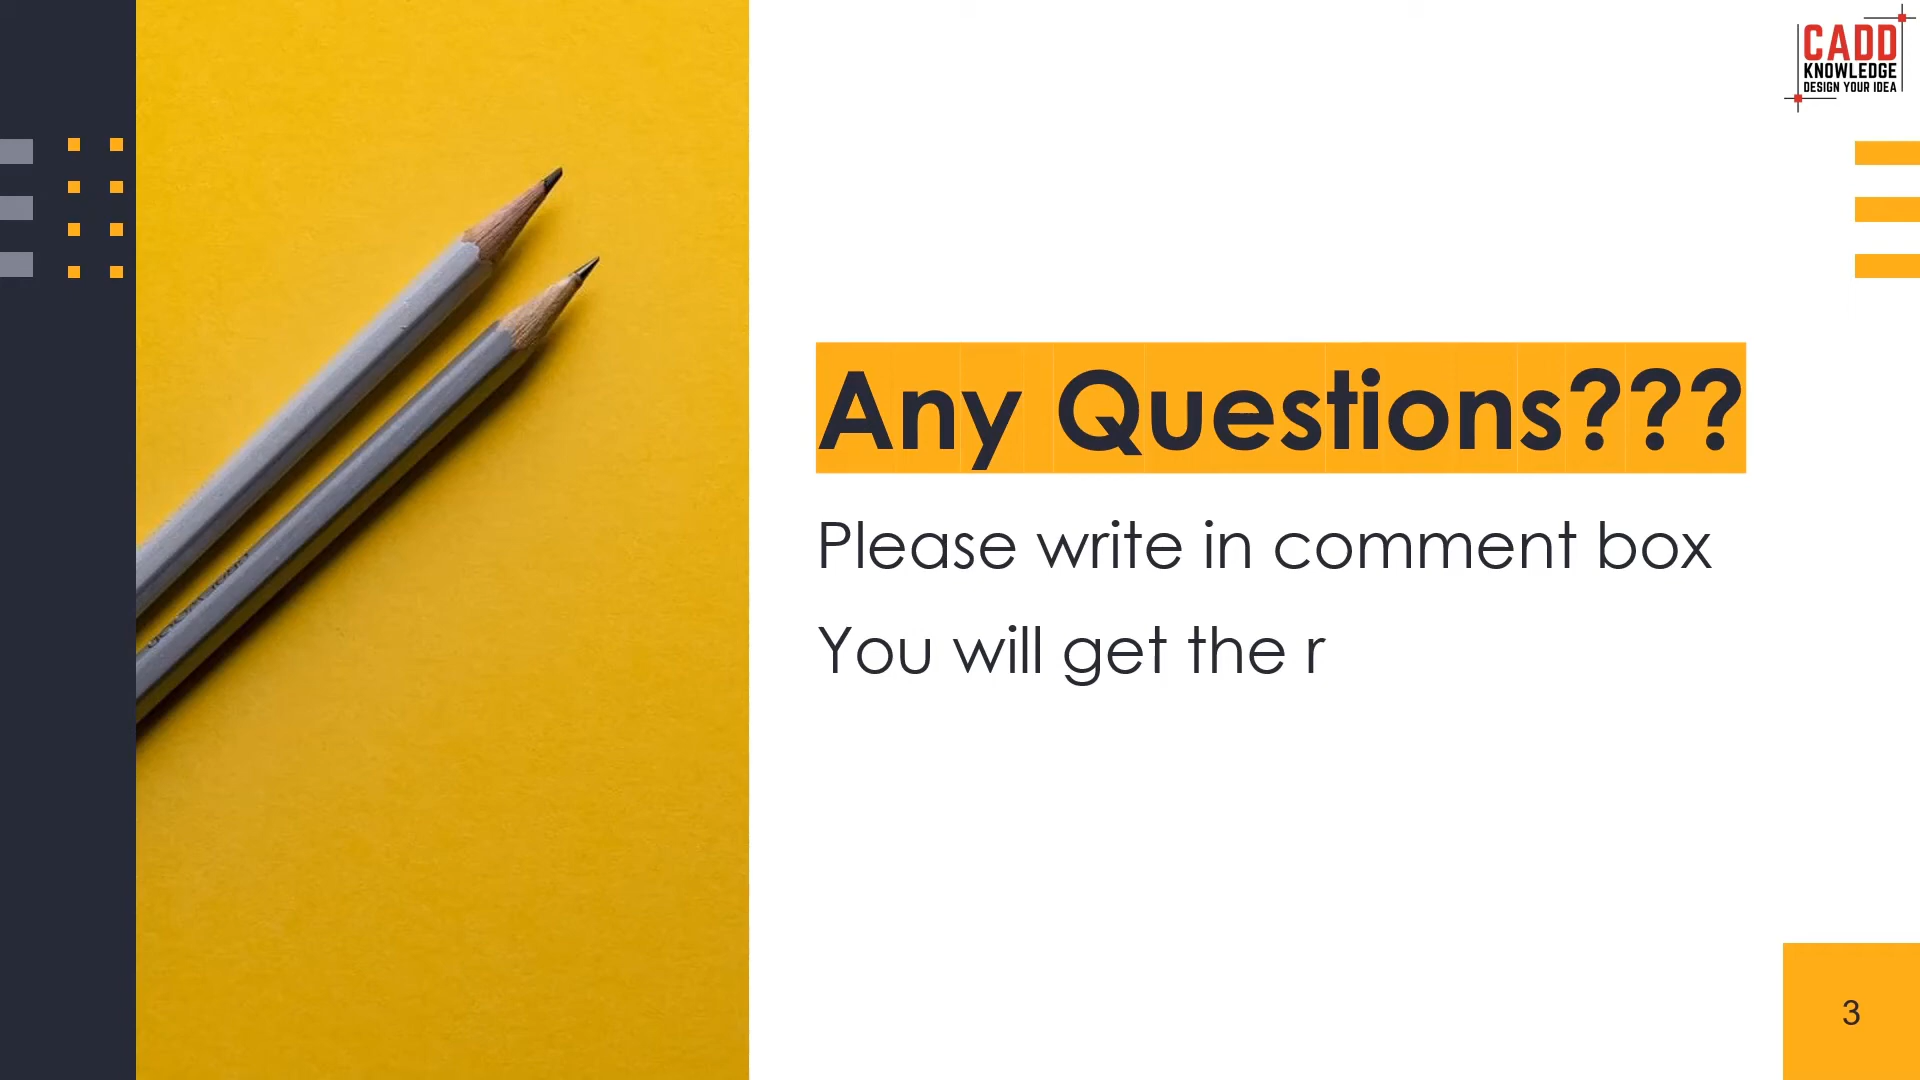 CADD
KNOWLEDGE
DESIGN YOUR IDEA
Any Questions???
Please write in comment box
You will get the r
3